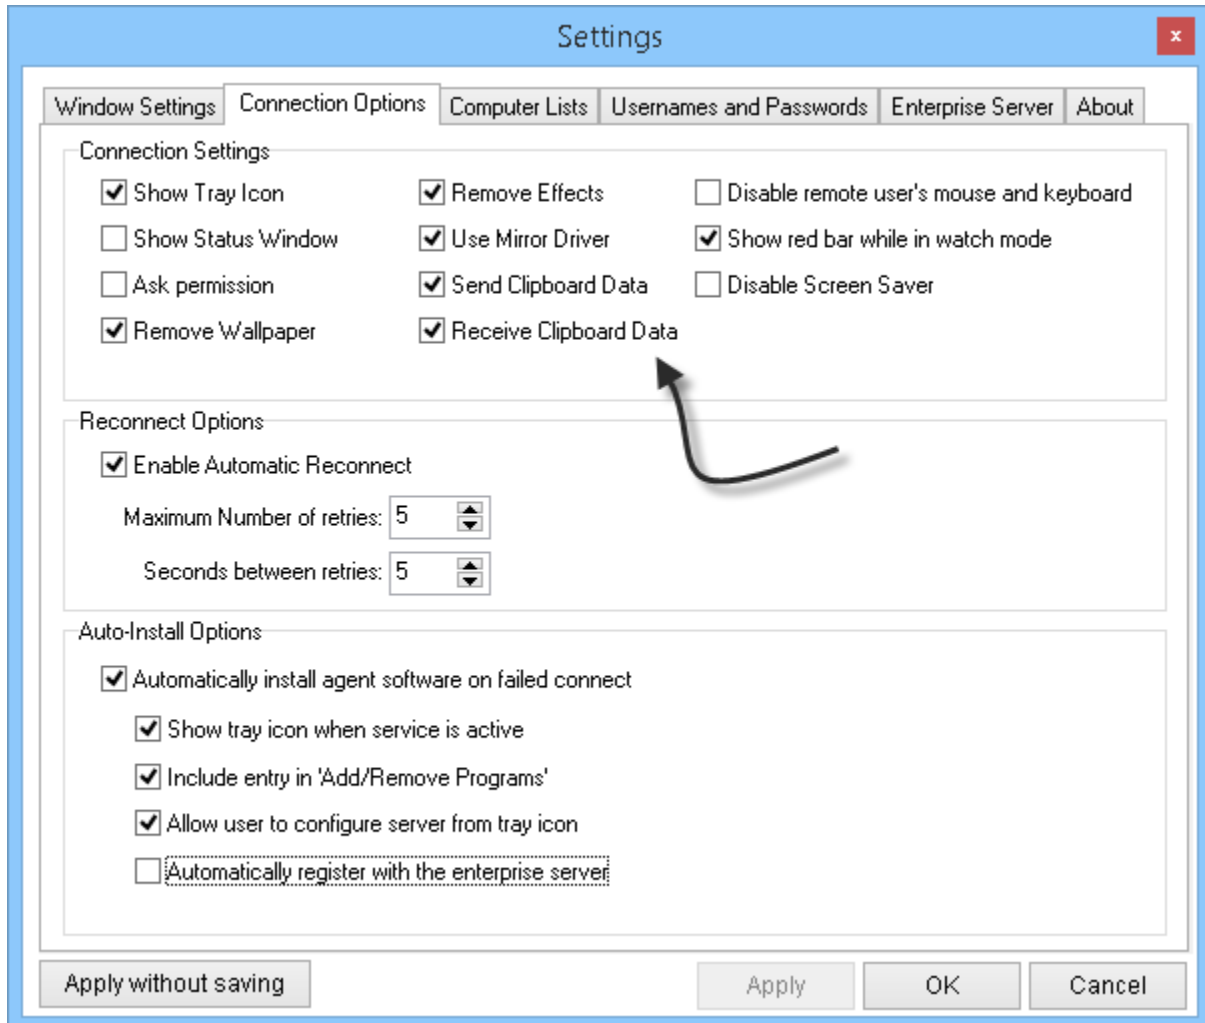 Settings
x
Window Settings
Connection Options
Computer Lists
Usernames and Passwords
Enterprise Server
About
Connection Settings
Show Tray Icon
Remove Effects
Disable remote user's mouse and keyboard
Show Status Window
Use Mirror Driver
Show red bar while in watch mode
Ask permission
Send Clipboard Data
Disable Screen Saver
Remove Wallpaper
Receive Clipboard Data
Reconnect Options
Enable Automatic Reconnect
Maximum Number of retries: 5
Seconds between retries: 5
Auto-Install Options
Automatically install agent software on failed connect
Show tray icon when service is active
Include entry in 'Add/Remove Programs'
Allow user to configure server from tray icon
Automatically register with the enterprise server
Apply without saving
Apply
OK
Cancel